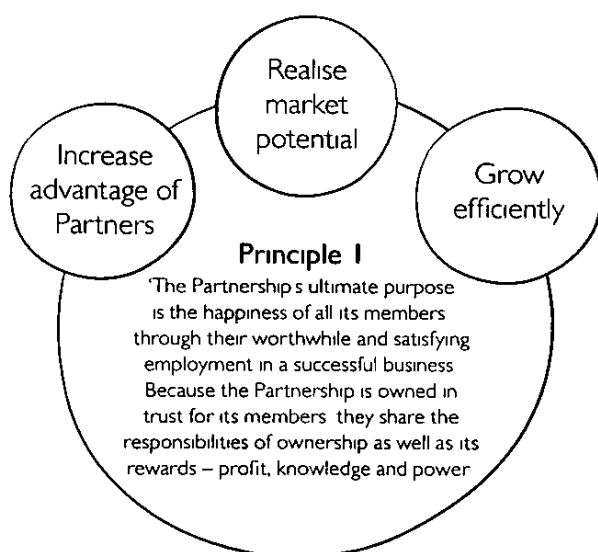 Realise
market
potential
Increase
advantage of
Partners
Grow
efficiently
Principle 1
'The Partnership s ultimate purpose
is the happiness of all its members
through their worthwhile and satisfying
employment in a successful business
Because the Partnership is owned in
trust for its members they share the
responsibilities of ownership as well as its
rewards – profit, knowledge and power